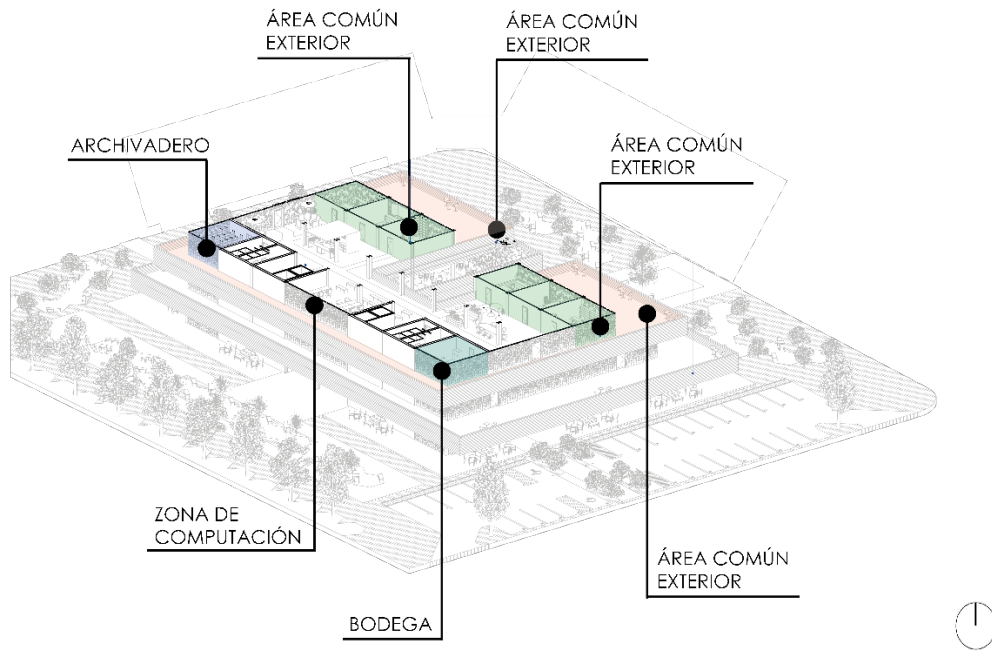 ÁREA COMÚN
EXTERIOR
ÁREA COMÚN
EXTERIOR
ÁREA COMÚN
EXTERIOR
ARCHIVADERO
ZONA DE
COMPUTACIÓN
ÁREA COMÚN
EXTERIOR
BODEGA